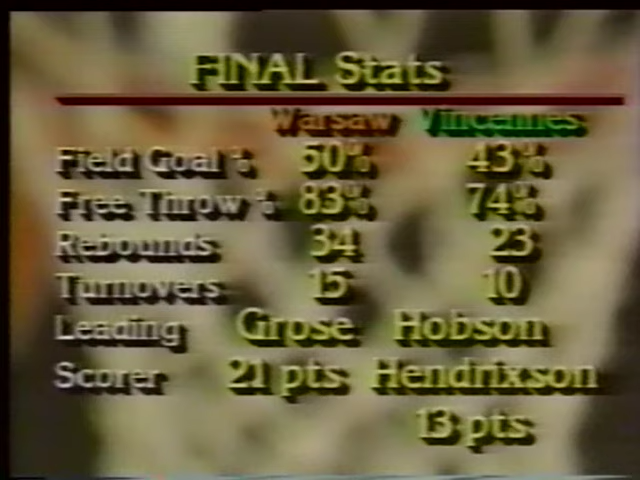 FINAL Stats
Warsaw Vincennes
Field Goal % 50% 43%
Free Throw % 83% 74%
Rebounds 34 23
Turnovers 15 10
Leading Grose Hobson
Scorer 21 pts Hendrixson
13 pts